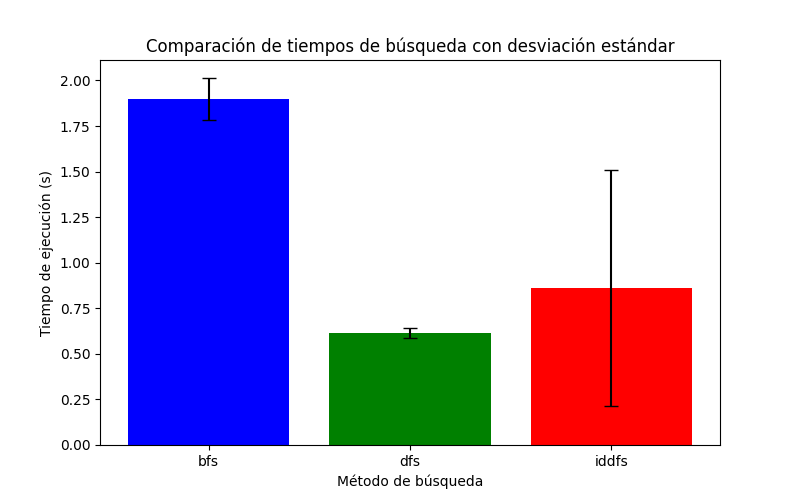 Comparación de tiempos de búsqueda con desviación estándar
Tiempo de ejecución (s)
2.00
1.75
1.50
1.25
1.00
0.75
0.50
0.25
0.00
bfs
dfs
iddfs
Método de búsqueda